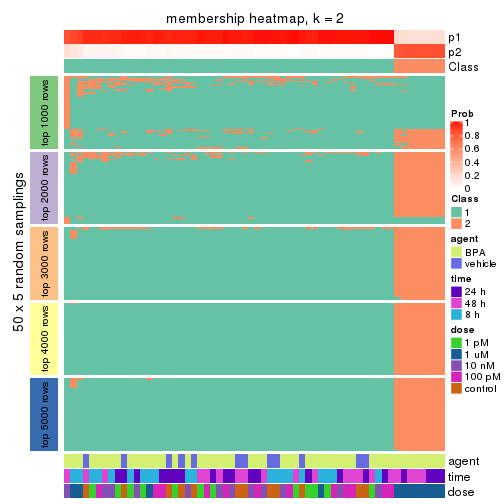 membership heatmap, k = 2
p1
p2
Class
50 x 5 random samplings
top 1000 rows
top 2000 rows
top 3000 rows
top 4000 rows
top 5000 rows
Prob
1
0.8
0.6
0.4
0.2
0
Class
1
2
agent
BPA
vehicle
time
24 h
48 h
8 h
dose
1 pM
1 uM
10 nM
100 pM
control
agent
time
dose